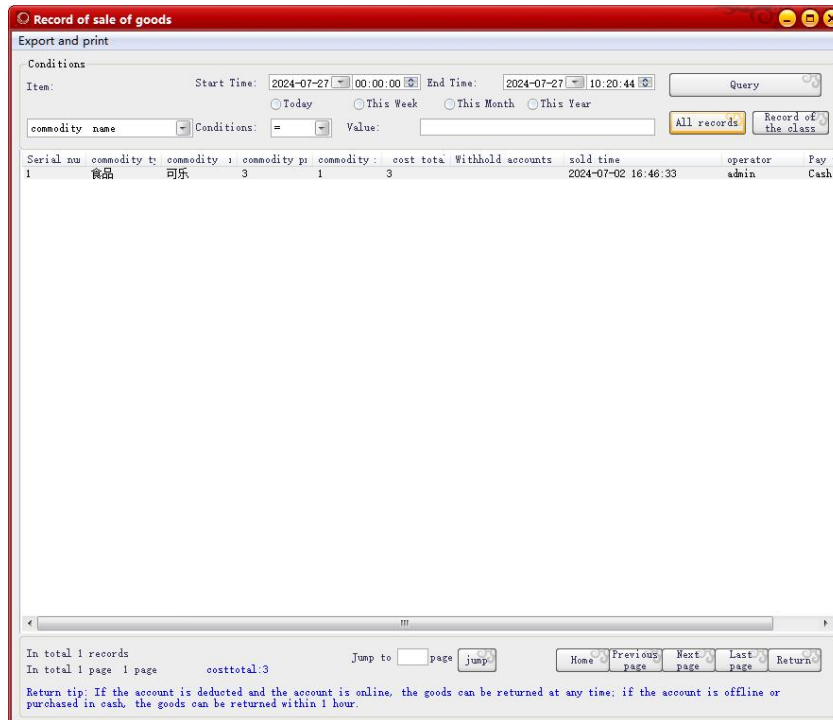 Record of sale of goods
Export and print
Conditions
Item: Start Time: 2024-07-27 00:00:00 End Time: 2024-07-27 10:20:44 Query
Today This Week This Month This Year
commodity name Conditions: = Value: All records Record of the class
Serial nu commodity ty commodity commodity p commodity : cost tota Withhold accounts sold time operator Pay
1 食品 可乐 3 1 3 2024-07-02 16:46:33 admin Cash
In total 1 records
Jump to page jump Home Previous page Next page Last page Return
In total 1 page 1 page costtotal:3
Return tip: If the account is deducted and the account is online, the goods can be returned at any time; if the account is offline or
purchased in cash, the goods can be returned within 1 hour.